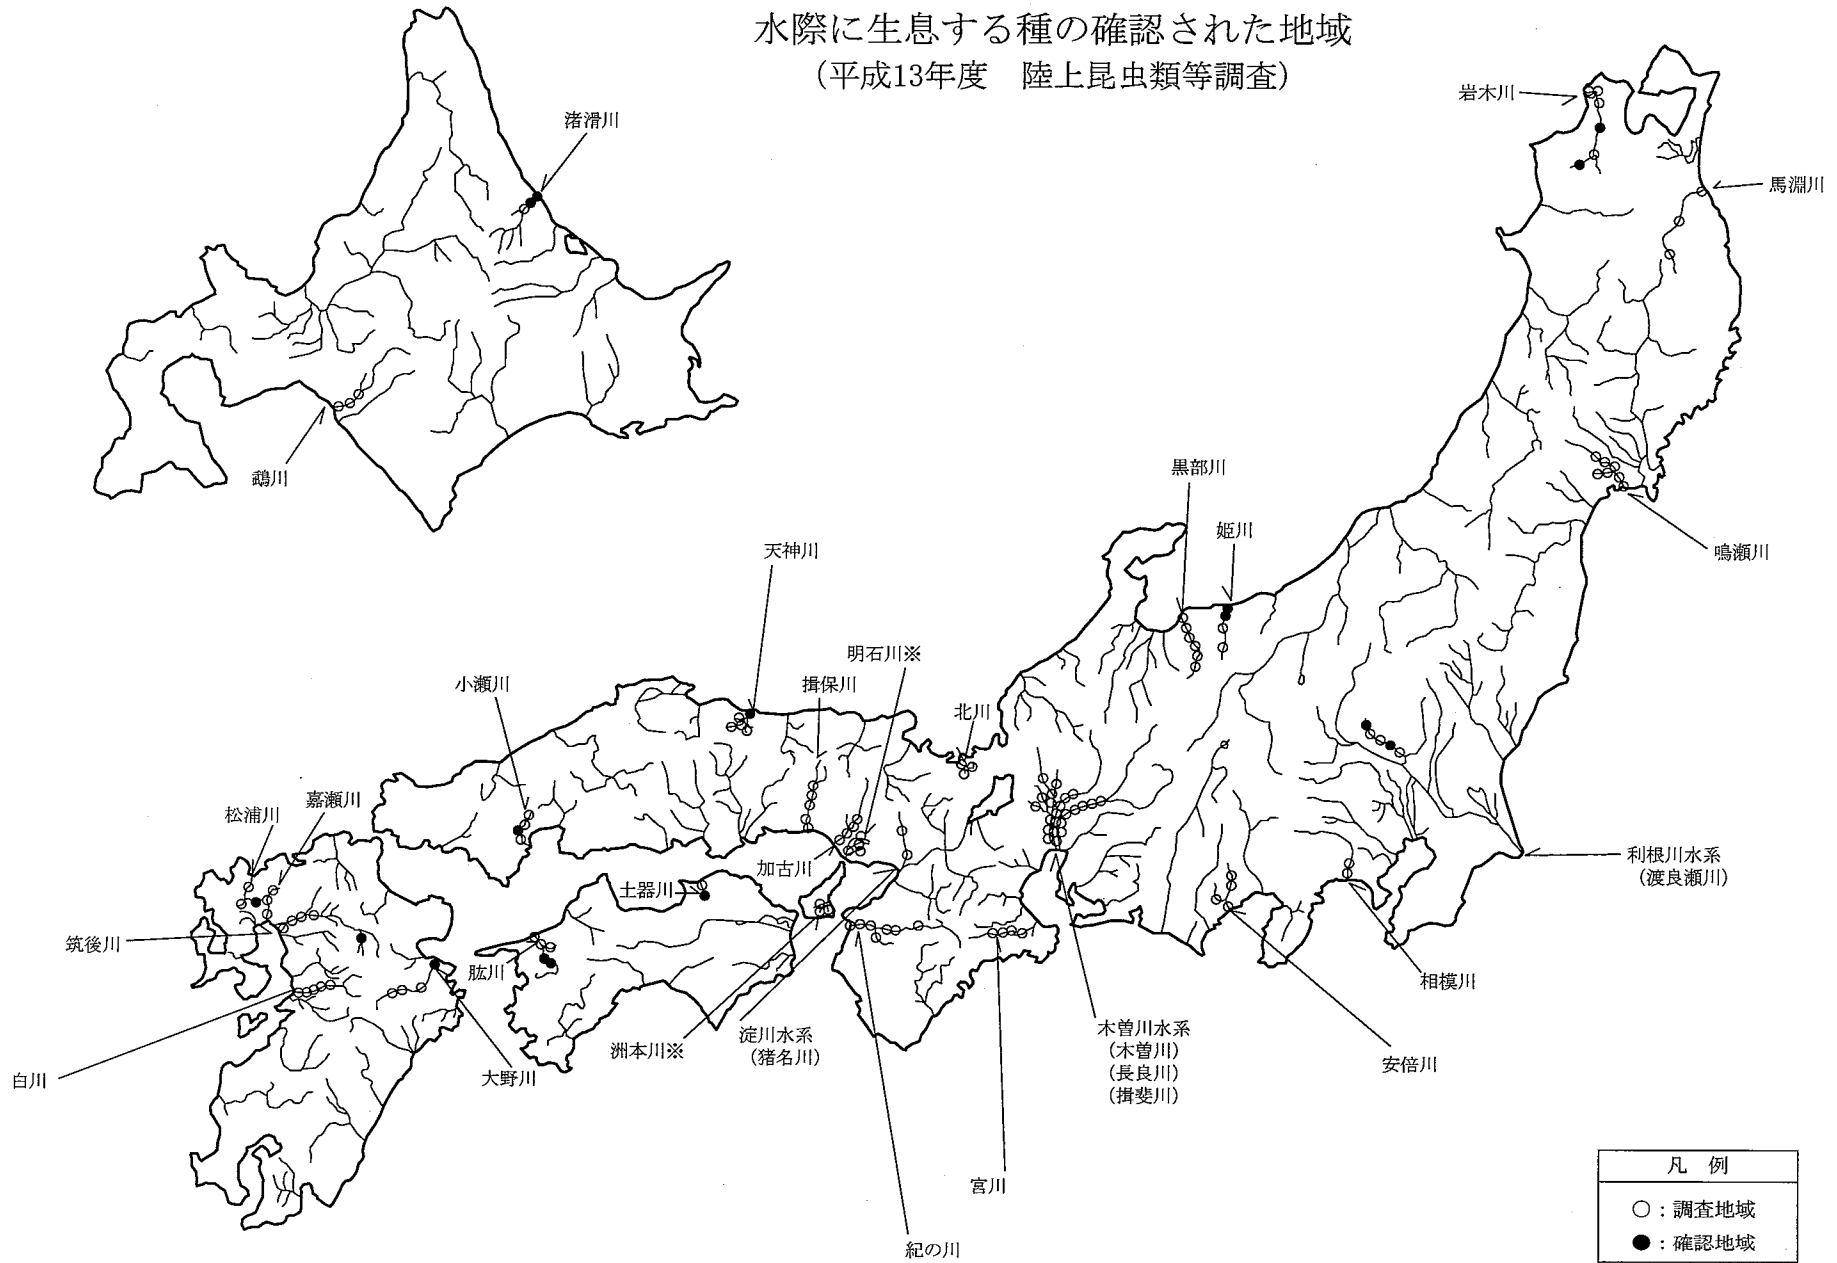 水際に生息する種の確認された地域
（平成13年度　陸上昆虫類等調査）
岩木川
渚滑川
馬淵川
鵡川
黒部川
姫川
鳴瀬川
天神川
明石川※
小瀬川
揖保川
北川
嘉瀬川
松浦川
加古川
利根川水系
（渡良瀬川）
土器川
筑後川
肱川
相模川
淀川水系
（猪名川）
洲本川※
木曽川水系
（木曽川）
（長良川）
（揖斐川）
安倍川
白川
大野川
宮川
紀の川
凡　例
○：調査地域
●：確認地域